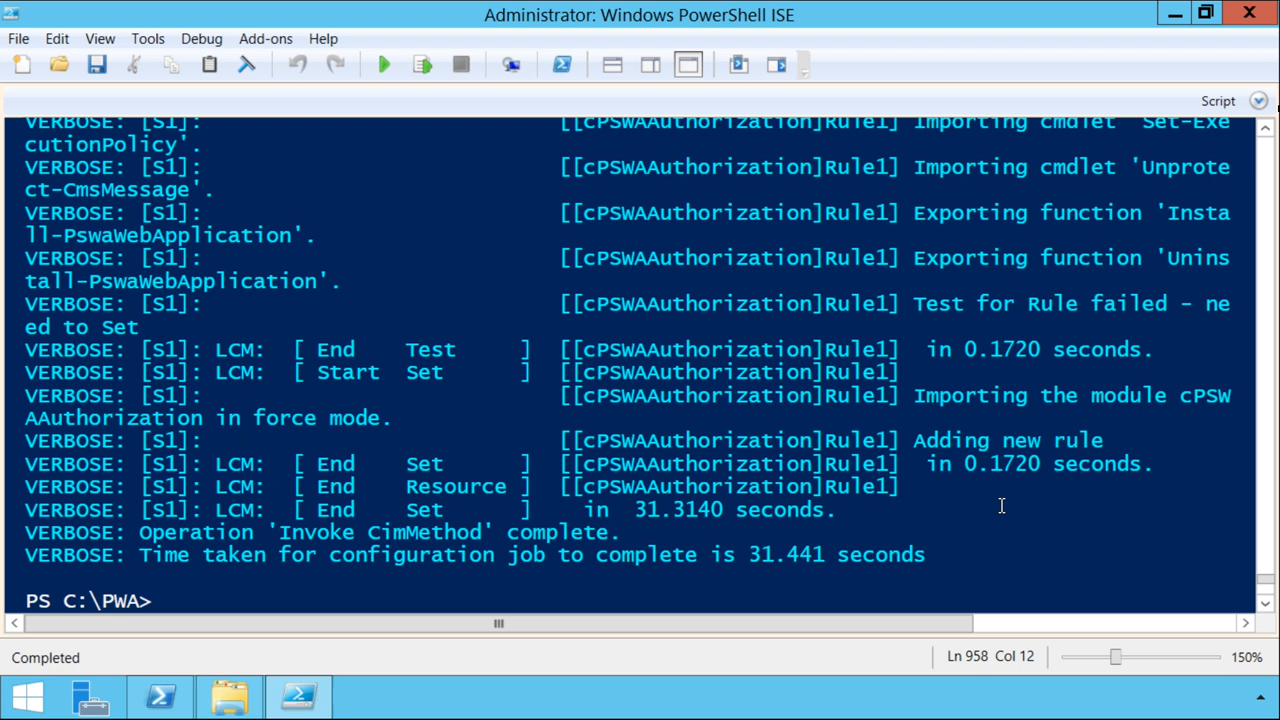 Administrator: Windows PowerShell ISE
File Edit View Tools Debug Add-ons Help
Script
VERBOSE: [S1]: [[cPSWAAuthorization]Rule1] Importing cmdlet 'Set-Exe
cutionPolicy'.
VERBOSE: [S1]: [[cPSWAAuthorization]Rule1] Importing cmdlet 'Unprote
ct-CmsMessage'.
VERBOSE: [S1]: [[cPSWAAuthorization]Rule1] Exporting function 'Insta
ll-PswaWebApplication'.
VERBOSE: [S1]: [[cPSWAAuthorization]Rule1] Exporting function 'Unins
tall-PswaWebApplication'.
VERBOSE: [S1]: [[cPSWAAuthorization]Rule1] Test for Rule failed - ne
ed to Set
VERBOSE: [S1]: LCM: [ End Test ] [[cPSWAAuthorization]Rule1] in 0.1720 seconds.
VERBOSE: [S1]: LCM: [ Start Set ] [[cPSWAAuthorization]Rule1]
VERBOSE: [S1]: [[cPSWAAuthorization]Rule1] Importing the module cPSW
AAuthorization in force mode.
VERBOSE: [S1]: [[cPSWAAuthorization]Rule1] Adding new rule
VERBOSE: [S1]: LCM: [ End Set ] [[cPSWAAuthorization]Rule1] in 0.1720 seconds.
VERBOSE: [S1]: LCM: [ End Resource ] [[cPSWAAuthorization]Rule1]
VERBOSE: [S1]: LCM: [ End Set ] in 31.3140 seconds.
VERBOSE: Operation 'Invoke CimMethod' complete.
VERBOSE: Time taken for configuration job to complete is 31.441 seconds
PS C:\PWA>
Completed Ln 958 Col 12 150%